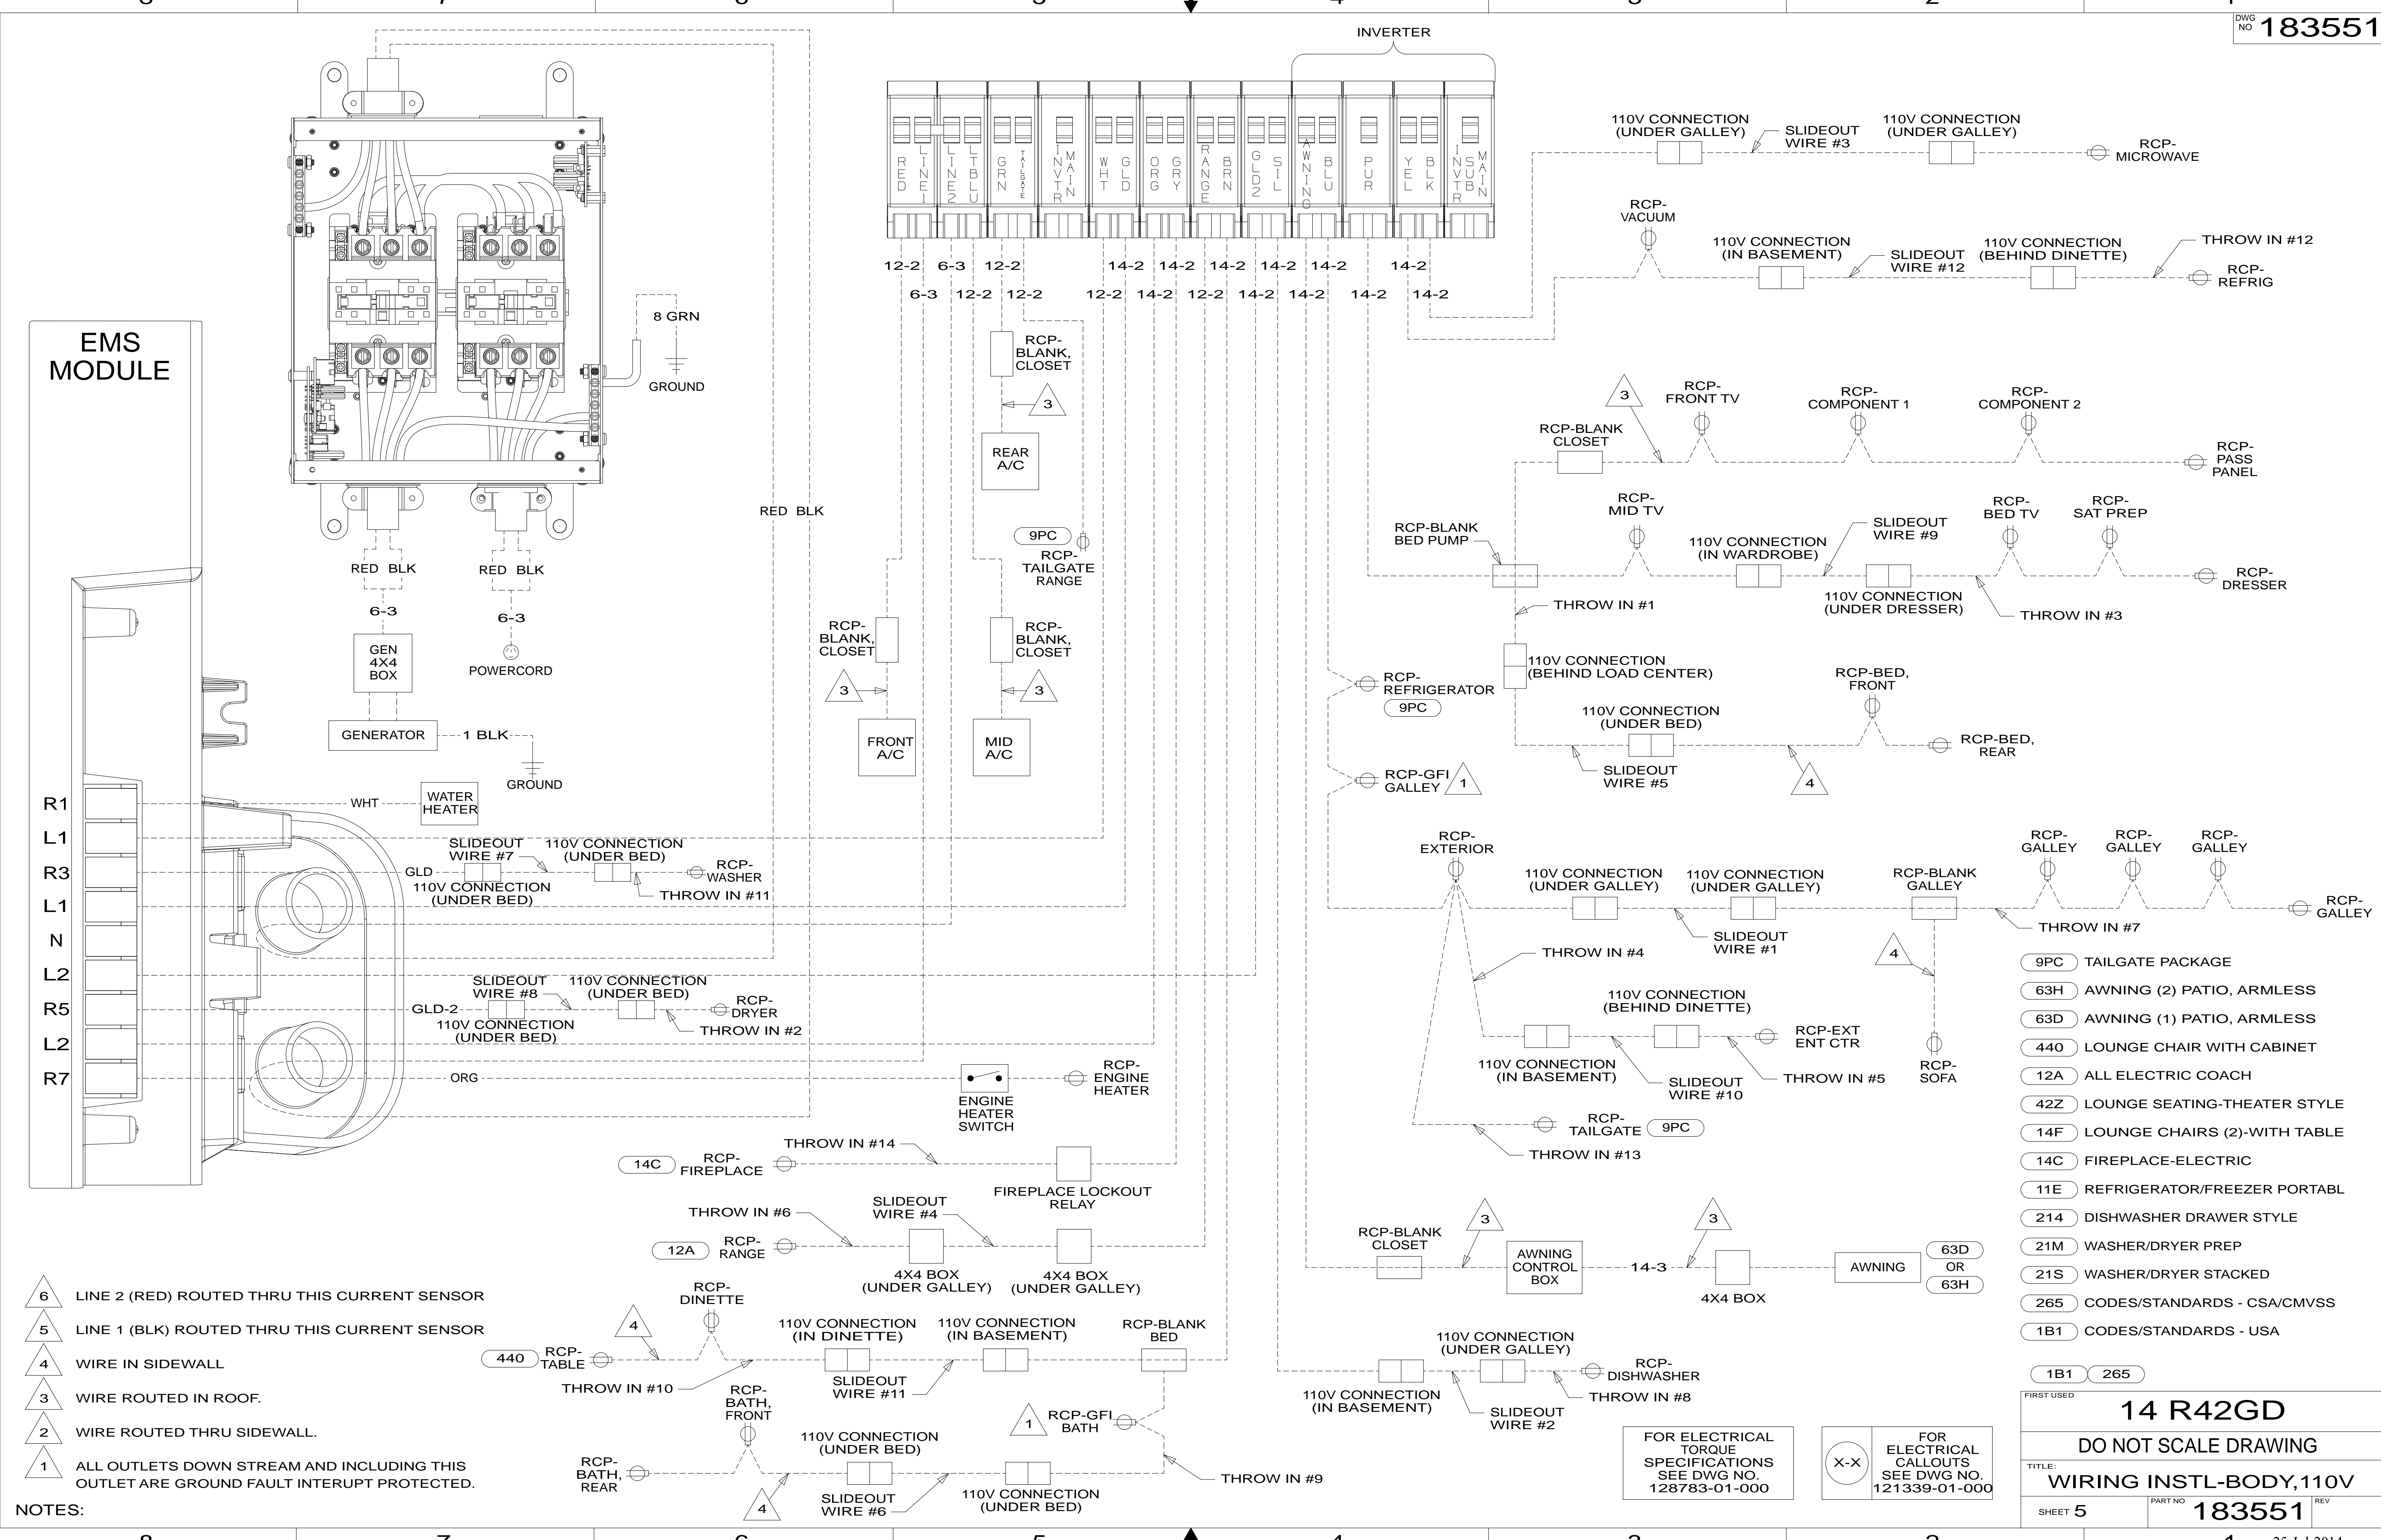 DWG
NO 183551
INVERTER
RED
LINE1
LINE2
LTBLU
GRN
TAILGATE
INVTR
MAIN
WHT
GLD
ORG
GRY
RANGE
BRN
GLD2
SIL
AWNING
BLU
PUR
YEL
BLK
INVTR
SUB
MAIN
12-2 6-3 12-2 14-2 14-2 14-2 14-2 14-2 14-2
6-3 12-2 12-2 12-2 14-2 12-2 14-2 14-2 14-2 14-2
110V CONNECTION
(UNDER GALLEY)
SLIDEOUT
WIRE #3
110V CONNECTION
(UNDER GALLEY)
RCP-
MICROWAVE
RCP-
VACUUM
110V CONNECTION
(IN BASEMENT)
SLIDEOUT
WIRE #12
110V CONNECTION
(BEHIND DINETTE)
THROW IN #12
RCP-
REFRIG
8 GRN
GROUND
EMS
MODULE
RCP-
BLANK,
CLOSET
3
REAR
A/C
9PC
RCP-
TAILGATE
RANGE
RED BLK
RED BLK
RED BLK
6-3
6-3
GEN
4X4
BOX
POWERCORD
GENERATOR
1 BLK
GROUND
RCP-
BLANK,
CLOSET
3
FRONT
A/C
RCP-
BLANK,
CLOSET
3
MID
A/C
3
RCP-
FRONT TV
RCP-
COMPONENT 1
RCP-
COMPONENT 2
RCP-BLANK
CLOSET
RCP-
PASS
PANEL
RCP-BLANK
BED PUMP
RCP-
MID TV
110V CONNECTION
(IN WARDROBE)
SLIDEOUT
WIRE #9
RCP-
BED TV
RCP-
SAT PREP
RCP-
DRESSER
110V CONNECTION
(UNDER DRESSER)
THROW IN #1
THROW IN #3
110V CONNECTION
(BEHIND LOAD CENTER)
RCP-
REFRIGERATOR
9PC
110V CONNECTION
(UNDER BED)
RCP-BED,
FRONT
RCP-BED,
REAR
SLIDEOUT
WIRE #5
4
RCP-GFI
GALLEY
1
R1
L1
R3
L1
N
L2
R5
L2
R7
WHT
WATER
HEATER
SLIDEOUT
WIRE #7
110V CONNECTION
(UNDER BED)
GLD
RCP-
WASHER
110V CONNECTION
(UNDER BED)
THROW IN #11
SLIDEOUT
WIRE #8
110V CONNECTION
(UNDER BED)
GLD-2
RCP-
DRYER
110V CONNECTION
(UNDER BED)
THROW IN #2
ORG
ENGINE
HEATER
SWITCH
RCP-
ENGINE
HEATER
RCP-
EXTERIOR
110V CONNECTION
(UNDER GALLEY)
110V CONNECTION
(UNDER GALLEY)
RCP-BLANK
GALLEY
RCP-
GALLEY
RCP-
GALLEY
RCP-
GALLEY
RCP-
GALLEY
SLIDEOUT
WIRE #1
THROW IN #7
THROW IN #4
4
110V CONNECTION
(BEHIND DINETTE)
RCP-EXT
ENT CTR
110V CONNECTION
(IN BASEMENT)
SLIDEOUT
WIRE #10
THROW IN #5
RCP-
SOFA
RCP-
TAILGATE
9PC
THROW IN #13
THROW IN #14
14C
RCP-
FIREPLACE
FIREPLACE LOCKOUT
RELAY
THROW IN #6
SLIDEOUT
WIRE #4
12A
RCP-
RANGE
4X4 BOX
(UNDER GALLEY)
4X4 BOX
(UNDER GALLEY)
RCP-BLANK
CLOSET
3
AWNING
CONTROL
BOX
14-3
3
4X4 BOX
AWNING
63D
OR
63H
RCP-
DINETTE
4
440
RCP-
TABLE
110V CONNECTION
(IN DINETTE)
110V CONNECTION
(IN BASEMENT)
RCP-BLANK
BED
THROW IN #10
SLIDEOUT
WIRE #11
RCP-
BATH,
FRONT
1
RCP-GFI
BATH
110V CONNECTION
(UNDER BED)
RCP-
BATH,
REAR
4
SLIDEOUT
WIRE #6
110V CONNECTION
(UNDER BED)
THROW IN #9
110V CONNECTION
(UNDER GALLEY)
RCP-
DISHWASHER
110V CONNECTION
(IN BASEMENT)
SLIDEOUT
WIRE #2
THROW IN #8
9PC TAILGATE PACKAGE
63H AWNING (2) PATIO, ARMLESS
63D AWNING (1) PATIO, ARMLESS
440 LOUNGE CHAIR WITH CABINET
12A ALL ELECTRIC COACH
42Z LOUNGE SEATING-THEATER STYLE
14F LOUNGE CHAIRS (2)-WITH TABLE
14C FIREPLACE-ELECTRIC
11E REFRIGERATOR/FREEZER PORTABL
214 DISHWASHER DRAWER STYLE
21M WASHER/DRYER PREP
21S WASHER/DRYER STACKED
265 CODES/STANDARDS - CSA/CMVSS
1B1 CODES/STANDARDS - USA
1B1 265
6 LINE 2 (RED) ROUTED THRU THIS CURRENT SENSOR
5 LINE 1 (BLK) ROUTED THRU THIS CURRENT SENSOR
4 WIRE IN SIDEWALL
3 WIRE ROUTED IN ROOF.
2 WIRE ROUTED THRU SIDEWALL.
1 ALL OUTLETS DOWN STREAM AND INCLUDING THIS
OUTLET ARE GROUND FAULT INTERUPT PROTECTED.
NOTES:
FOR ELECTRICAL
TORQUE
SPECIFICATIONS
SEE DWG NO.
128783-01-000
X-X
FOR
ELECTRICAL
CALLOUTS
SEE DWG NO.
121339-01-000
FIRST USED
14 R42GD
DO NOT SCALE DRAWING
TITLE:
WIRING INSTL-BODY,110V
SHEET 5
PART NO 183551
REV